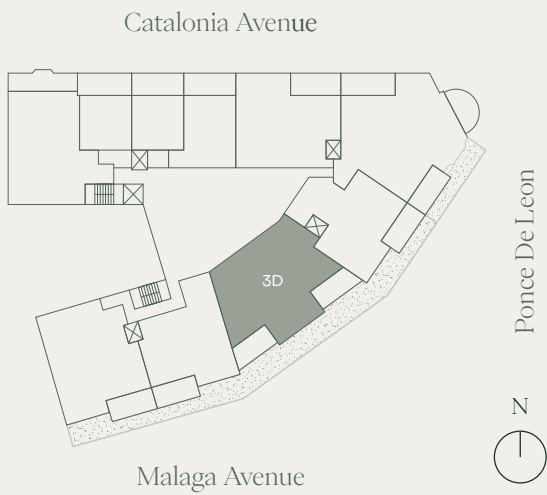 Catalonia Avenue
Ponce De Leon
3D
N
Malaga Avenue